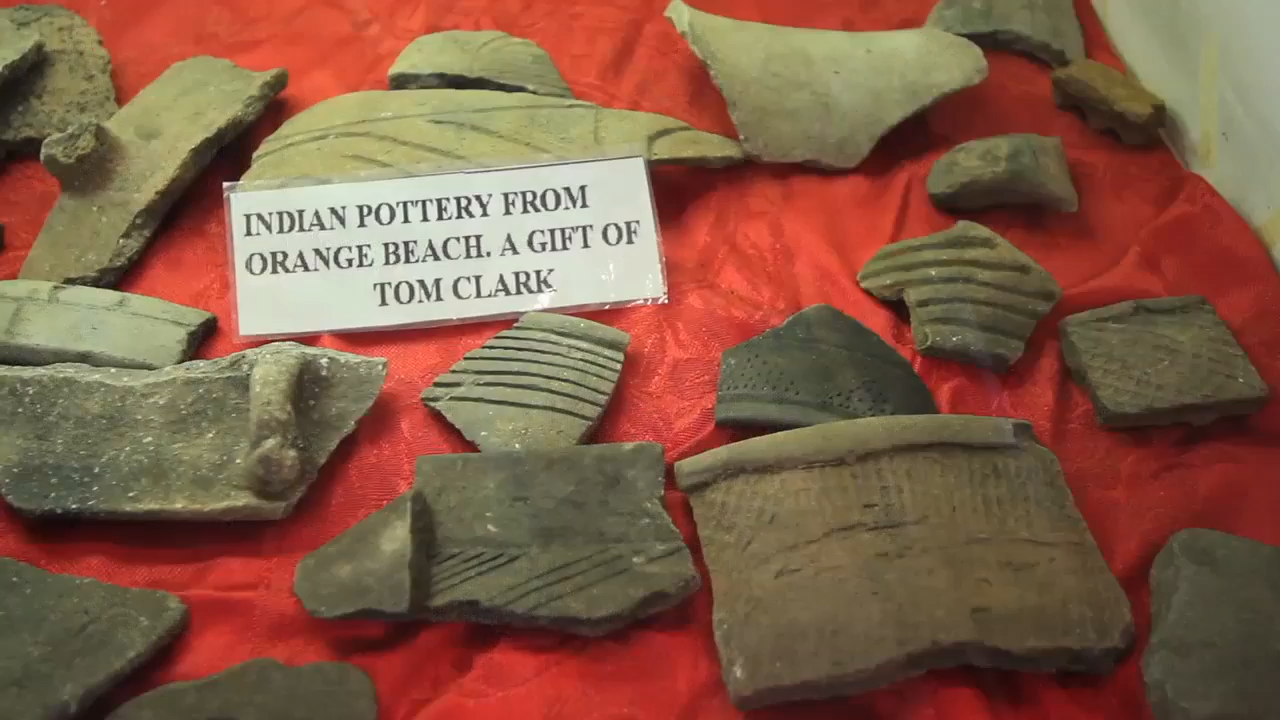 INDIAN POTTERY FROM
ORANGE BEACH. A GIFT OF
TOM CLARK